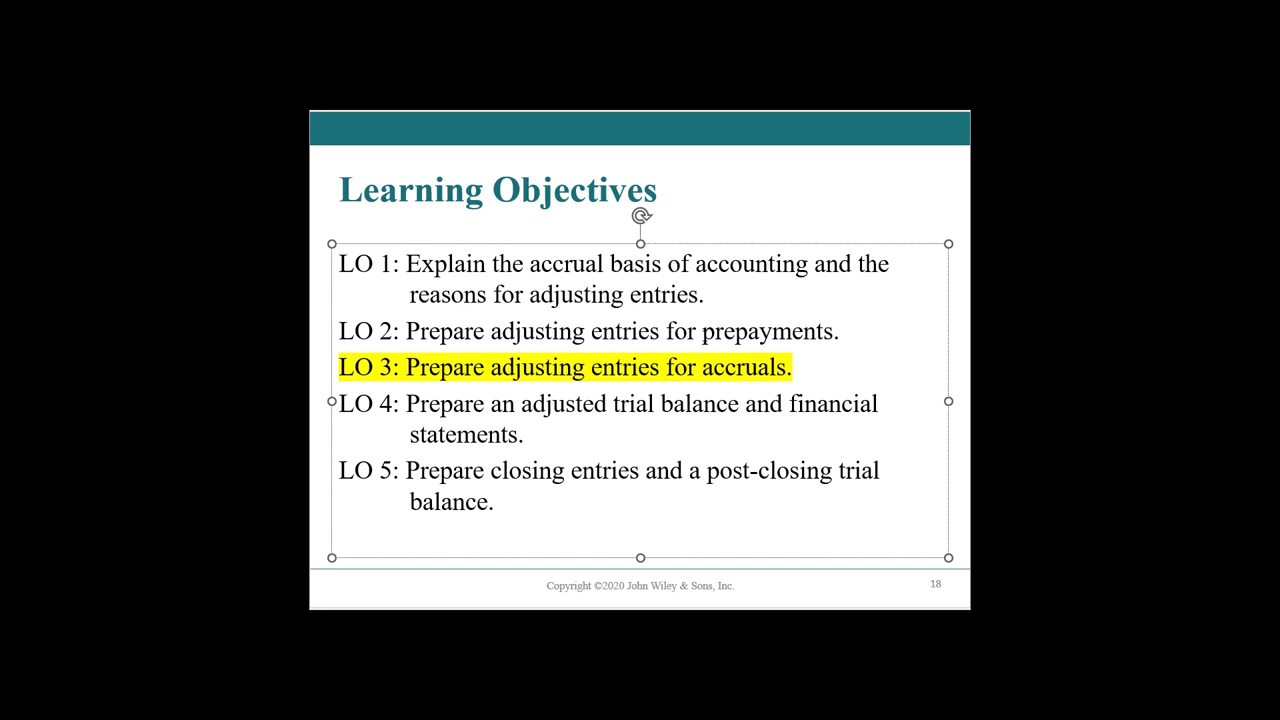 Learning Objectives
LO 1: Explain the accrual basis of accounting and the
reasons for adjusting entries.
LO 2: Prepare adjusting entries for prepayments.
LO 3: Prepare adjusting entries for accruals.
LO 4: Prepare an adjusted trial balance and financial
statements.
LO 5: Prepare closing entries and a post-closing trial
balance.
Copyright ©2020 John Wiley & Sons, Inc.
18